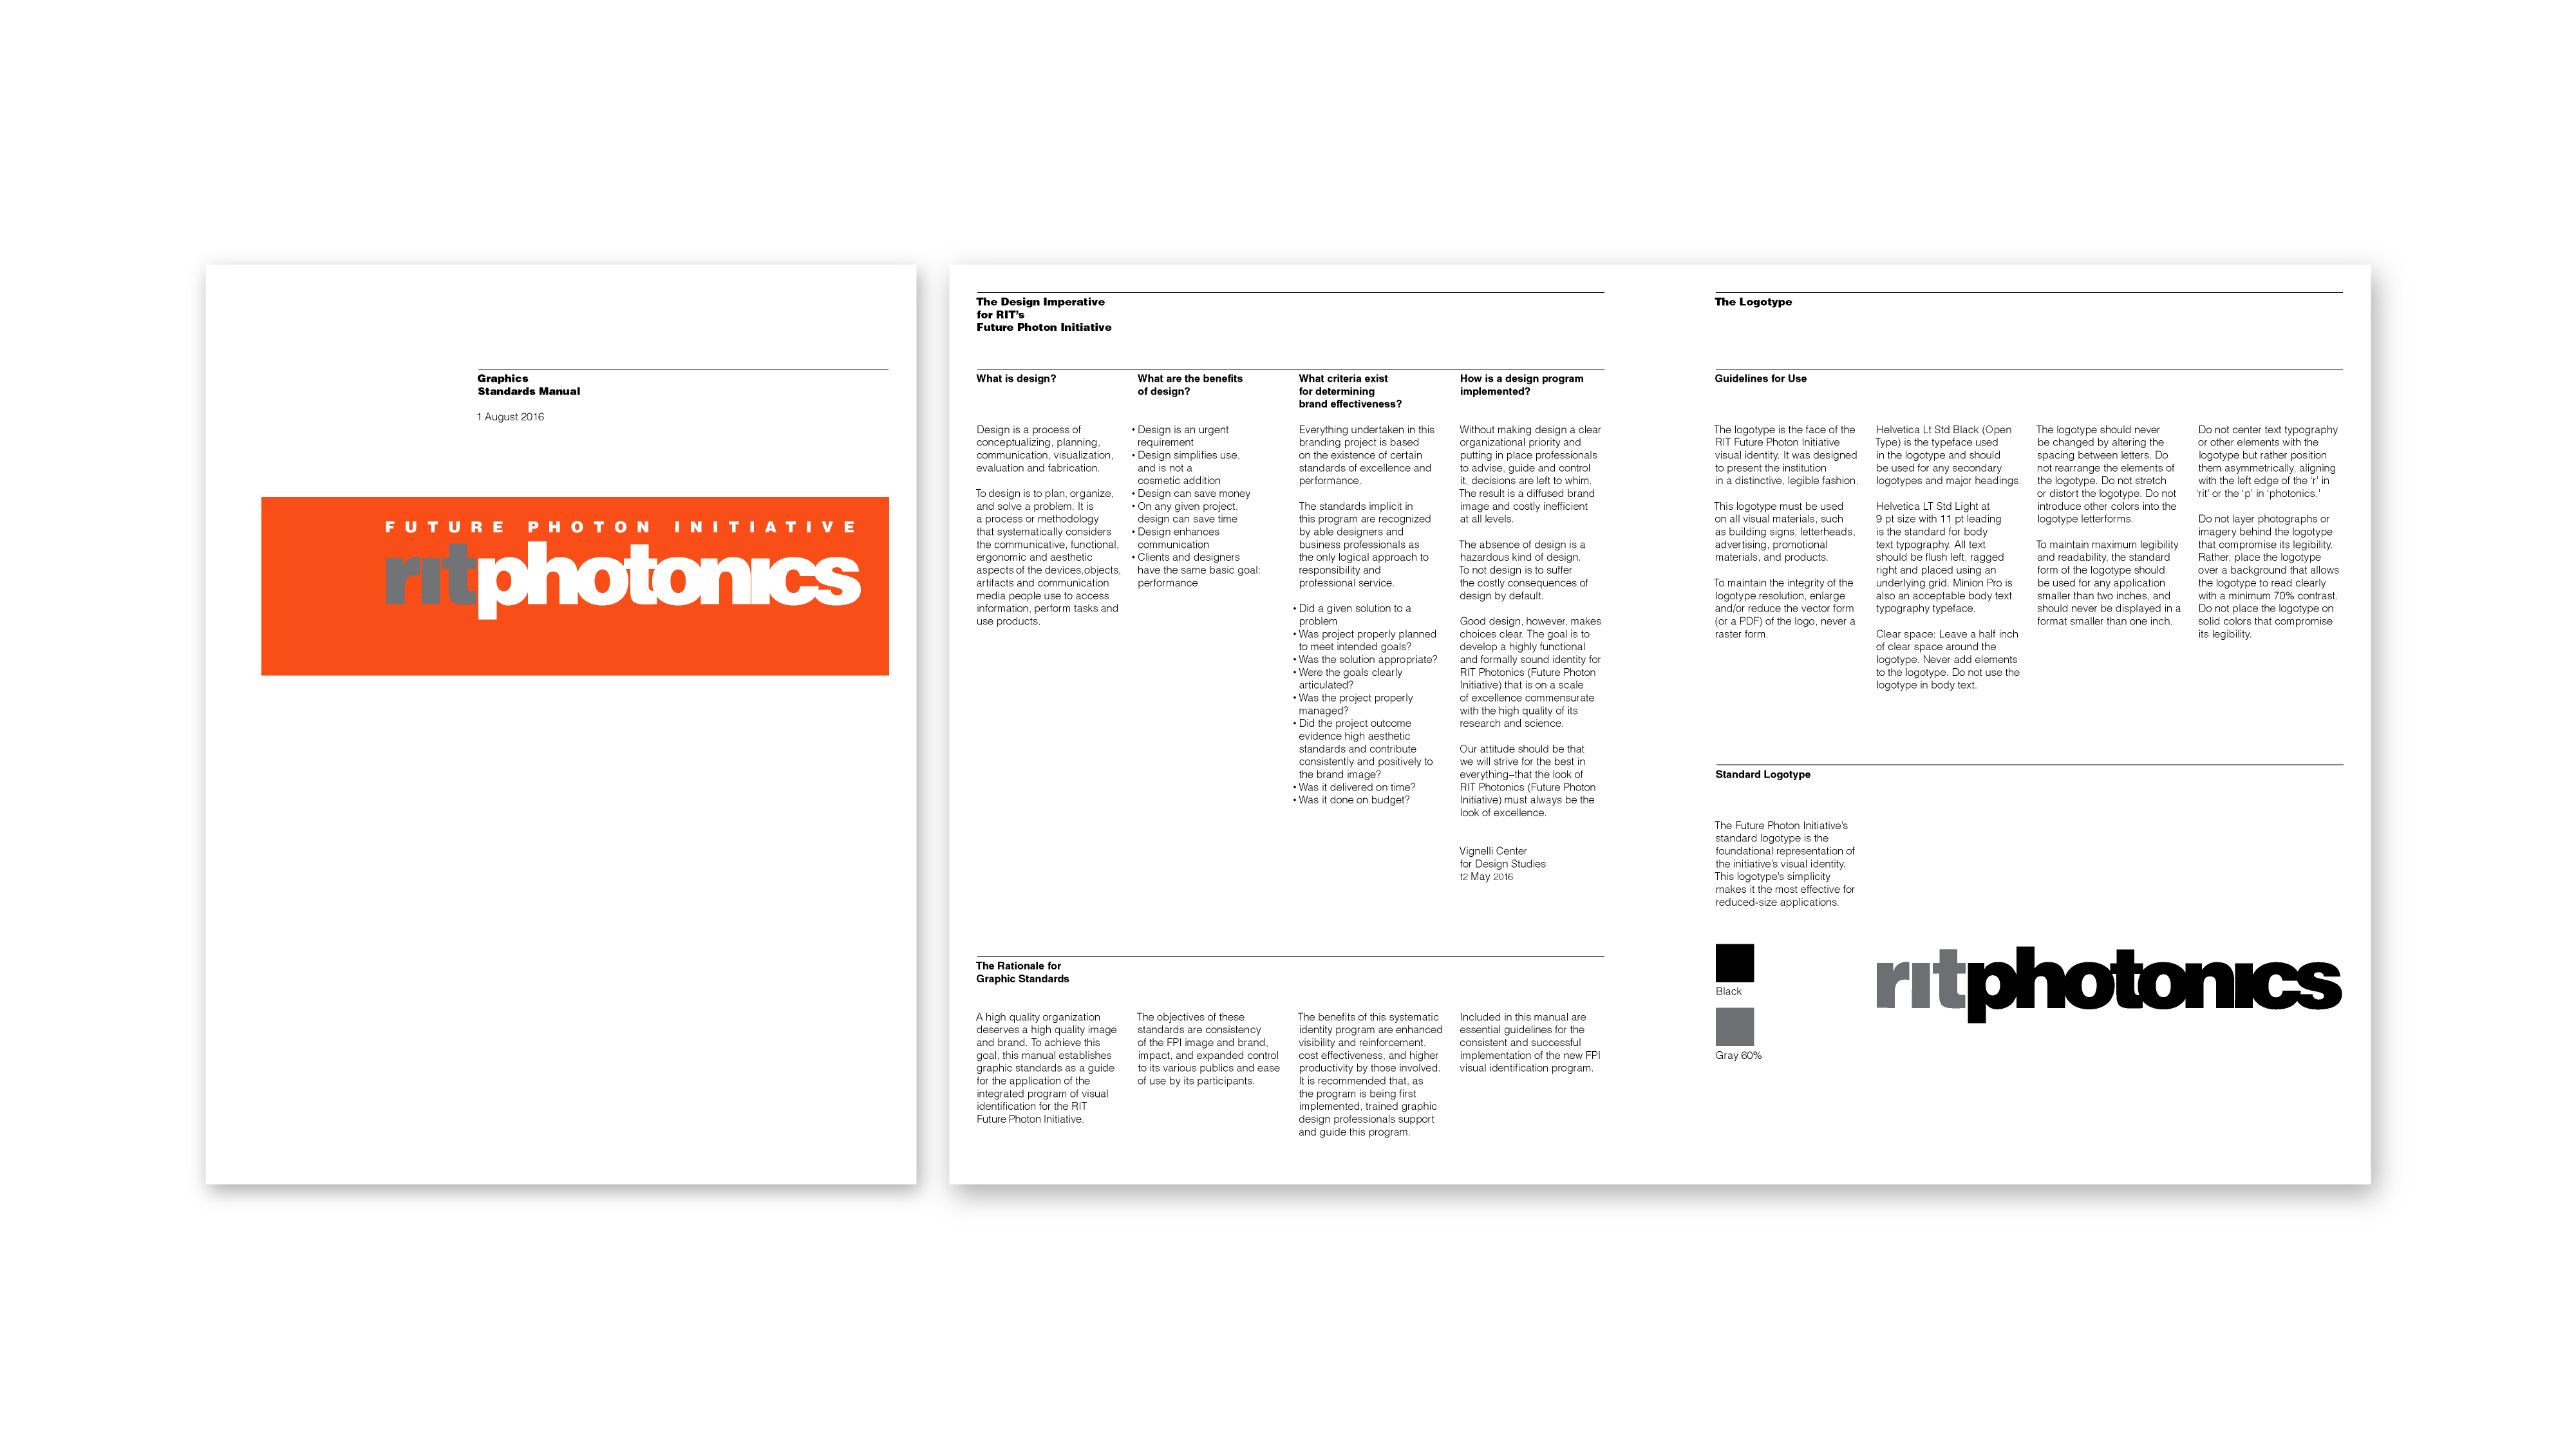 Graphics
Standards Manual
1 August 2016
FUTURE PHOTON INITIATIVE
ritphotonics
The Design Imperative
for RIT's
Future Photon Initiative
What is design?
Design is a process of
conceptualizing, planning,
communication, visualization,
evaluation and fabrication.
To design is to plan, organize,
and solve a problem. It is
a process or methodology
that systematically considers
the communicative, functional,
ergonomic and aesthetic
aspects of the devices,objects,
artifacts and communication
media people use to access
information, perform tasks and
use products.
What are the benefits
of design?
• Design is an urgent
requirement
• Design simplifies use,
and is not a
cosmetic addition
• Design can save money
• On any given project,
design can save time
• Design enhances
communication
• Clients and designers
have the same basic goal:
performance
What criteria exist
for determining
brand effectiveness?
Everything undertaken in this
branding project is based
on the existence of certain
standards of excellence and
performance.
The standards implicit in
this program are recognized
by able designers and
business professionals as
the only logical approach to
responsibility and
professional service.
• Did a given solution to a
problem
• Was project properly planned
to meet intended goals?
• Was the solution appropriate?
• Were the goals clearly
articulated?
• Was the project properly
managed?
• Did the project outcome
evidence high aesthetic
standards and contribute
consistently and positively to
the brand image?
• Was it delivered on time?
• Was it done on budget?
How is a design program
implemented?
Without making design a clear
organizational priority and
putting in place professionals
to advise, guide and control
it, decisions are left to whim.
The result is a diffused brand
image and costly inefficient
at all levels.
The absence of design is a
hazardous kind of design.
To not design is to suffer
the costly consequences of
design by default.
Good design, however, makes
choices clear. The goal is to
develop a highly functional
and formally sound identity for
RIT Photonics (Future Photon
Initiative) that is on a scale
of excellence commensurate
with the high quality of its
research and science.
Our attitude should be that
we will strive for the best in
everything–that the look of
RIT Photonics (Future Photon
Initiative) must always be the
look of excellence.
Vignelli Center
for Design Studies
12 May 2016
The Rationale for
Graphic Standards
A high quality organization
deserves a high quality image
and brand. To achieve this
goal, this manual establishes
graphic standards as a guide
for the application of the
integrated program of visual
identification for the RIT
Future Photon Initiative.
The objectives of these
standards are consistency
of the FPI image and brand,
impact, and expanded control
to its various publics and ease
of use by its participants.
The benefits of this systematic
identity program are enhanced
visibility and reinforcement,
cost effectiveness, and higher
productivity by those involved.
It is recommended that, as
the program is being first
implemented, trained graphic
design professionals support
and guide this program.
Included in this manual are
essential guidelines for the
consistent and successful
implementation of the new FPI
visual identification program.
The Logotype
Guidelines for Use
The logotype is the face of the
RIT Future Photon Initiative
visual identity. It was designed
to present the institution
in a distinctive, legible fashion.
This logotype must be used
on all visual materials, such
as building signs, letterheads,
advertising, promotional
materials, and products.
To maintain the integrity of the
logotype resolution, enlarge
and/or reduce the vector form
(or a PDF) of the logo, never a
raster form.
Helvetica Lt Std Black (Open
Type) is the typeface used
in the logotype and should
be used for any secondary
logotypes and major headings.
Helvetica LT Std Light at
9 pt size with 11 pt leading
is the standard for body
text typography. All text
should be flush left, ragged
right and placed using an
underlying grid. Minion Pro is
also an acceptable body text
typography typeface.
Clear space: Leave a half inch
of clear space around the
logotype. Never add elements
to the logotype. Do not use the
logotype in body text.
The logotype should never
be changed by altering the
spacing between letters. Do
not rearrange the elements of
the logotype. Do not stretch
or distort the logotype. Do not
introduce other colors into the
logotype letterforms.
To maintain maximum legibility
and readability, the standard
form of the logotype should
be used for any application
smaller than two inches, and
should never be displayed in a
format smaller than one inch.
Do not center text typography
or other elements with the
logotype but rather position
them asymmetrically, aligning
with the left edge of the 'r' in
'rit' or the 'p' in 'photonics.'
Do not layer photographs or
imagery behind the logotype
that compromise its legibility.
Rather, place the logotype
over a background that allows
the logotype to read clearly
with a minimum 70% contrast.
Do not place the logotype on
solid colors that compromise
its legibility.
Standard Logotype
The Future Photon Initiative's
standard logotype is the
foundational representation of
the initiative's visual identity.
This logotype's simplicity
makes it the most effective for
reduced-size applications.
Black
Gray 60%
ritphotonics